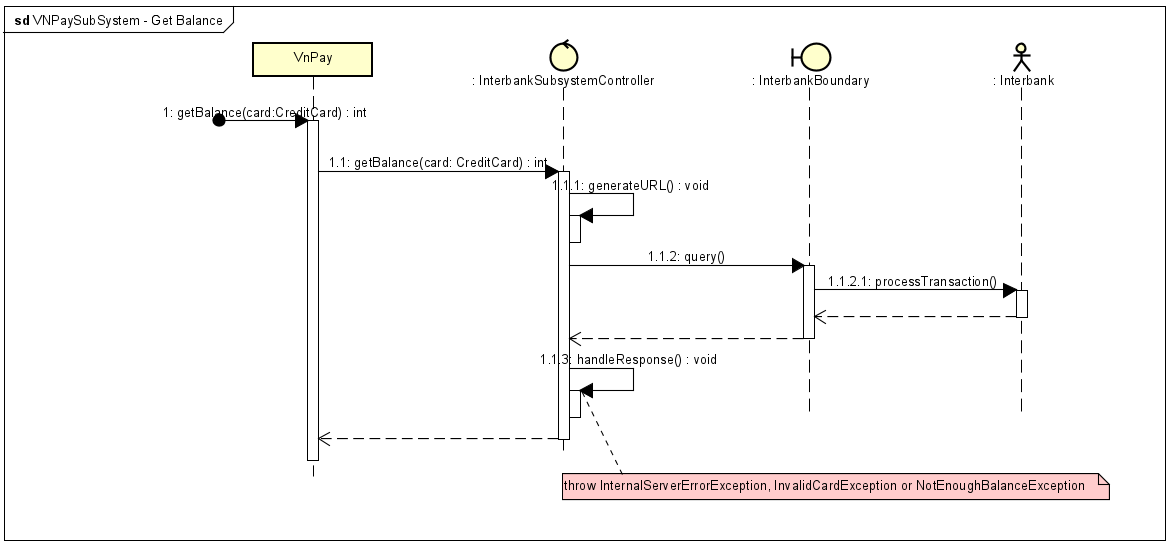 sd VNPaySubSystem - Get Balance
VnPay
: InterbankSubsystemController
: InterbankBoundary
: Interbank
1: getBalance(card:CreditCard) : int
1.1: getBalance(card: CreditCard) : int
1.1.1: generateURL() : void
1.1.2: query()
1.1.2.1: processTransaction()
1.1.3: handleResponse() : void
throw InternalServerErrorException, InvalidCardException or NotEnoughBalanceException